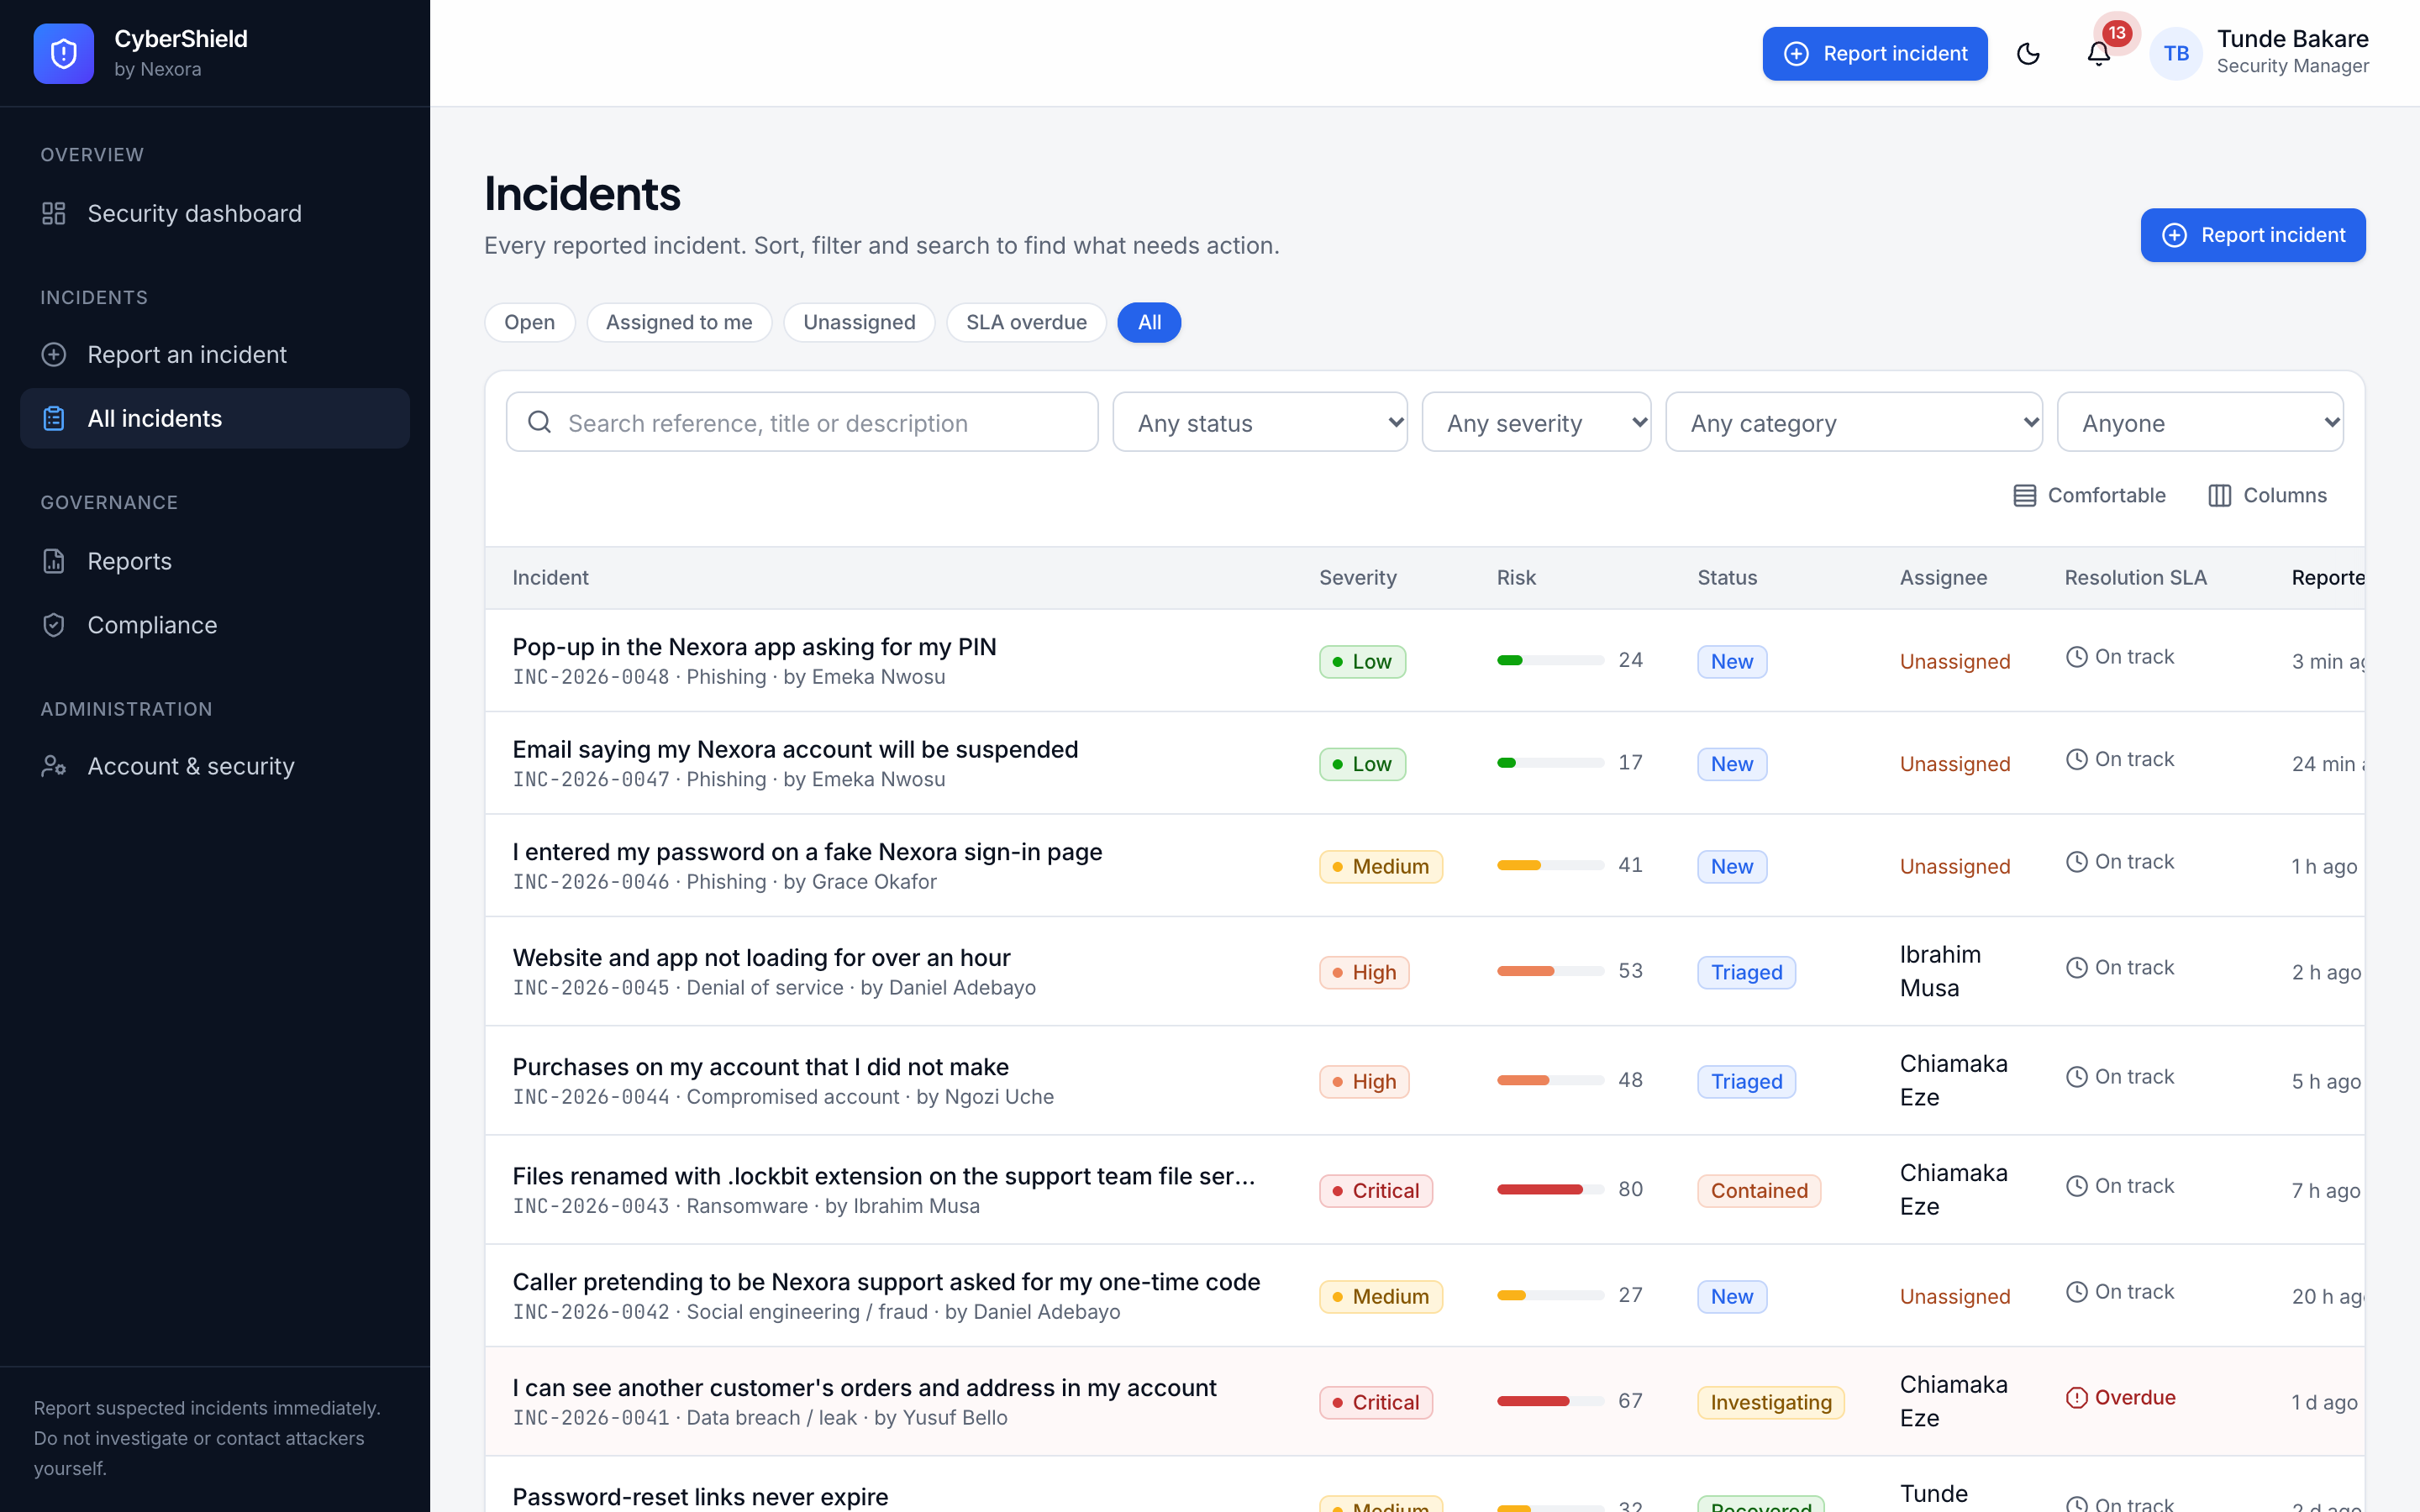 CyberShield
by Nexora
OVERVIEW
Security dashboard
INCIDENTS
Report an incident
All incidents
GOVERNANCE
Reports
Compliance
ADMINISTRATION
Account & security
Report suspected incidents immediately.
Do not investigate or contact attackers
yourself.
Report incident
13
TB
Tunde Bakare
Security Manager
Incidents
Every reported incident. Sort, filter and search to find what needs action.
Report incident
Open Assigned to me Unassigned SLA overdue All
Search reference, title or description Any status Any severity Any category Anyone
Comfortable Columns
Incident Severity Risk Status Assignee Resolution SLA Reporte
Pop-up in the Nexora app asking for my PIN
INC-2026-0048 · Phishing · by Emeka Nwosu
Low 24 New Unassigned On track 3 min ag
Email saying my Nexora account will be suspended
INC-2026-0047 · Phishing · by Emeka Nwosu
Low 17 New Unassigned On track 24 min a
I entered my password on a fake Nexora sign-in page
INC-2026-0046 · Phishing · by Grace Okafor
Medium 41 New Unassigned On track 1 h ago
Website and app not loading for over an hour
INC-2026-0045 · Denial of service · by Daniel Adebayo
High 53 Triaged Ibrahim Musa On track 2 h ago
Purchases on my account that I did not make
INC-2026-0044 · Compromised account · by Ngozi Uche
High 48 Triaged Chiamaka Eze On track 5 h ago
Files renamed with .lockbit extension on the support team file ser...
INC-2026-0043 · Ransomware · by Ibrahim Musa
Critical 80 Contained Chiamaka Eze On track 7 h ago
Caller pretending to be Nexora support asked for my one-time code
INC-2026-0042 · Social engineering / fraud · by Daniel Adebayo
Medium 27 New Unassigned On track 20 h ag
I can see another customer's orders and address in my account
INC-2026-0041 · Data breach / leak · by Yusuf Bello
Critical 67 Investigating Chiamaka Eze Overdue 1 d ago
Password-reset links never expire
Medium 32 Recovered Tunde On track 2 d ago